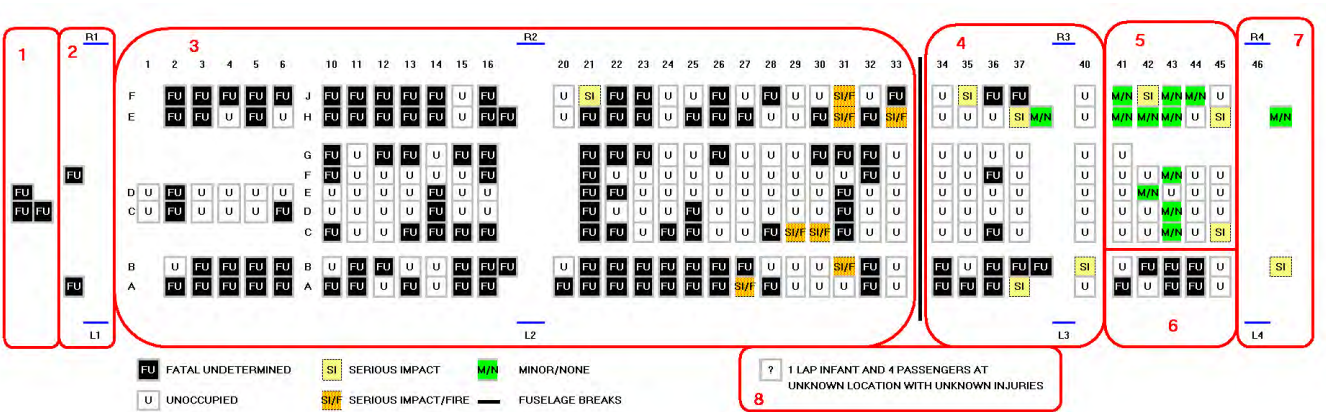 R1 R2 R3 R4
1 2 3 4 5 7
1 2 3 4 5 6 10 11 12 13 14 15 16 20 21 22 23 24 25 26 27 28 29 30 31 32 33 34 35 36 37 40 41 42 43 44 45 46
F FU FU FU FU FU J FU FU FU FU FU U FU U SI FU FU U U FU U FU U U SI/F U FU U SI FU FU U M/N SI M/N M/N U
E FU FU U FU U H FU FU FU FU FU U FU FU U FU FU FU U FU FU FU U U FU SI/F FU SI/F U U U SI M/N U M/N M/N M/N U SI M/N
G FU U FU FU U FU FU FU FU FU U U FU U U U FU FU FU U U U U U U U
FU F FU U U U U U FU FU U U U U U U U U U U FU U U U FU U U U M/N U U
FU D U FU U U U U E U U U U FU U U FU FU U U U U U U U U FU U U U U U U U U M/N U U U
FU FU C U FU U U U FU D U U U U FU U U FU U U U FU U U U U U FU U U U U U U U U U M/N U U
C FU U U FU FU FU FU FU FU U FU FU U U FU SI/F SI/F FU U U U U FU U U U U M/N U SI
B U FU FU FU FU B U FU FU U U FU FU FU U FU FU FU FU FU FU FU U U U SI/F FU U FU U FU FU FU SI U FU FU FU U SI
FU A FU FU FU FU FU A FU FU U FU U FU FU FU FU FU FU FU FU FU SI/F FU U U U FU U FU FU FU SI U FU U FU FU U
6
L1 L2 L3 L4
FU FATAL UNDETERMINED SI SERIOUS IMPACT M/N MINOR/NONE ? 1 LAP INFANT AND 4 PASSENGERS AT
UNKNOWN LOCATION WITH UNKNOWN INJURIES
U UNOCCUPIED SI/F SERIOUS IMPACT/FIRE FUSELAGE BREAKS 8